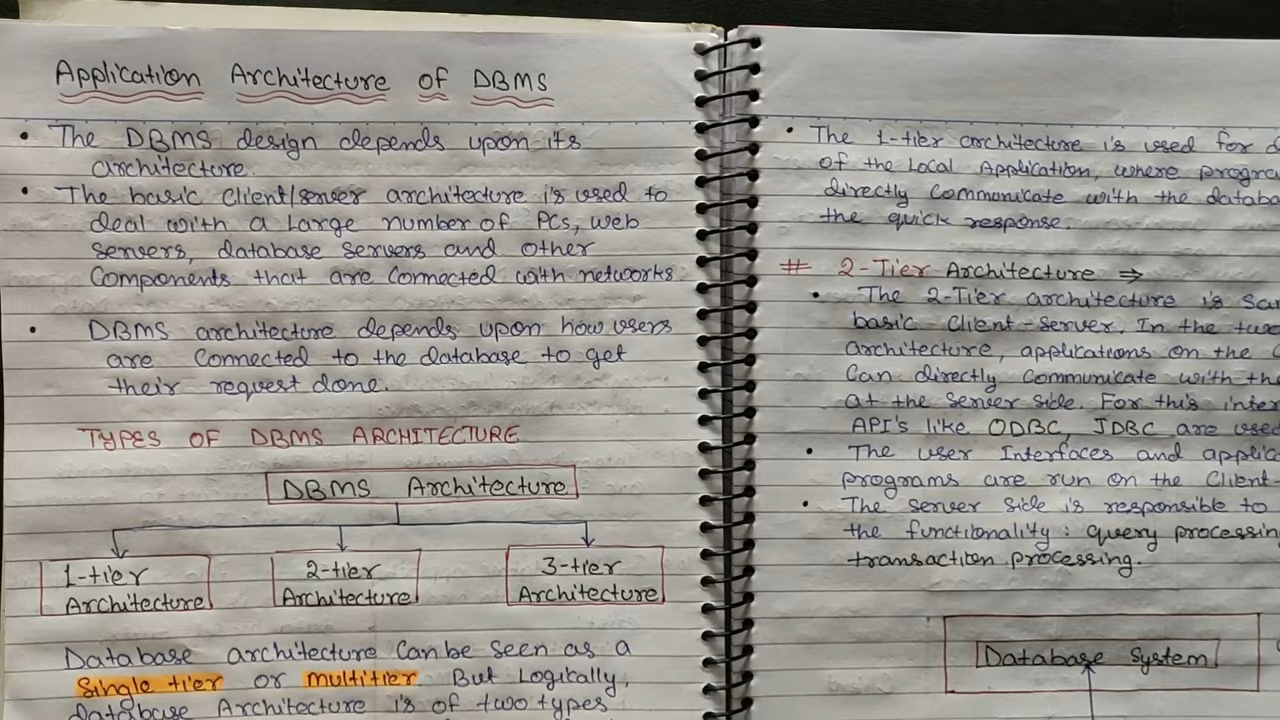 Application Architecture of DBMS
• The DBMS design depends upon its
architecture.
• The basic Client/server architecture is used to
deal with a large number of PCs, web
servers, database servers and other
Components that are Connected with networks
• DBMS architecture depends upon how users
are Connected to the database to get
their request done.
TYPES OF DBMS ARCHITECTURE
DBMS Architecture
1-tier
Architecture
2-tier
Architecture
3-tier
Architecture
Database architecture Can be seen as a
Single tier or multitier. But Logically,
database Architecture is of two types
• The 1-tier architecture is used for
of the Local Application, where
directly Communicate with the
the quick response.
# 2-Tier Architecture ⇒
• The 2-Tier architecture is
basic Client-Server. In the
architecture, applications on the
Can directly Communicate with
at the Server side. For this
API's like ODBC, JDBC are used
• The user Interfaces and
programs are run on the Client-
• The server side is responsible to
the functionality: query
transaction processing.
Database System